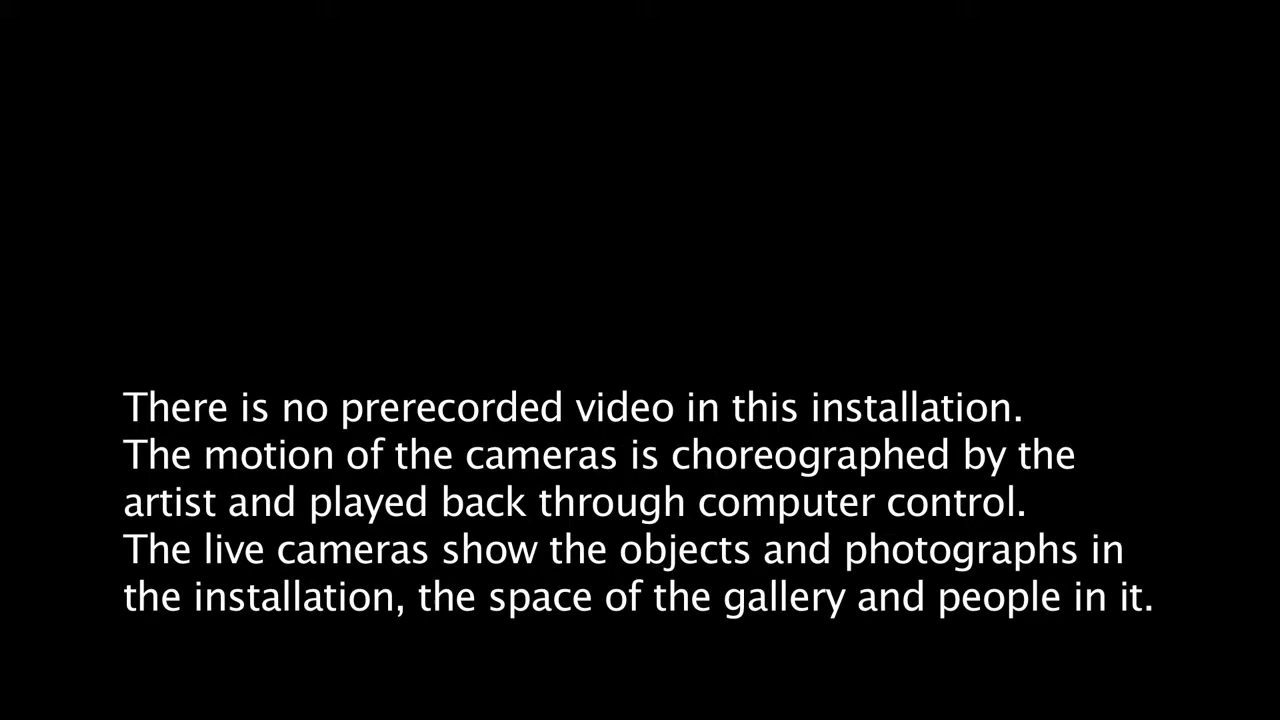 There is no prerecorded video in this installation.
The motion of the cameras is choreographed by the
artist and played back through computer control.
The live cameras show the objects and photographs in
the installation, the space of the gallery and people in it.